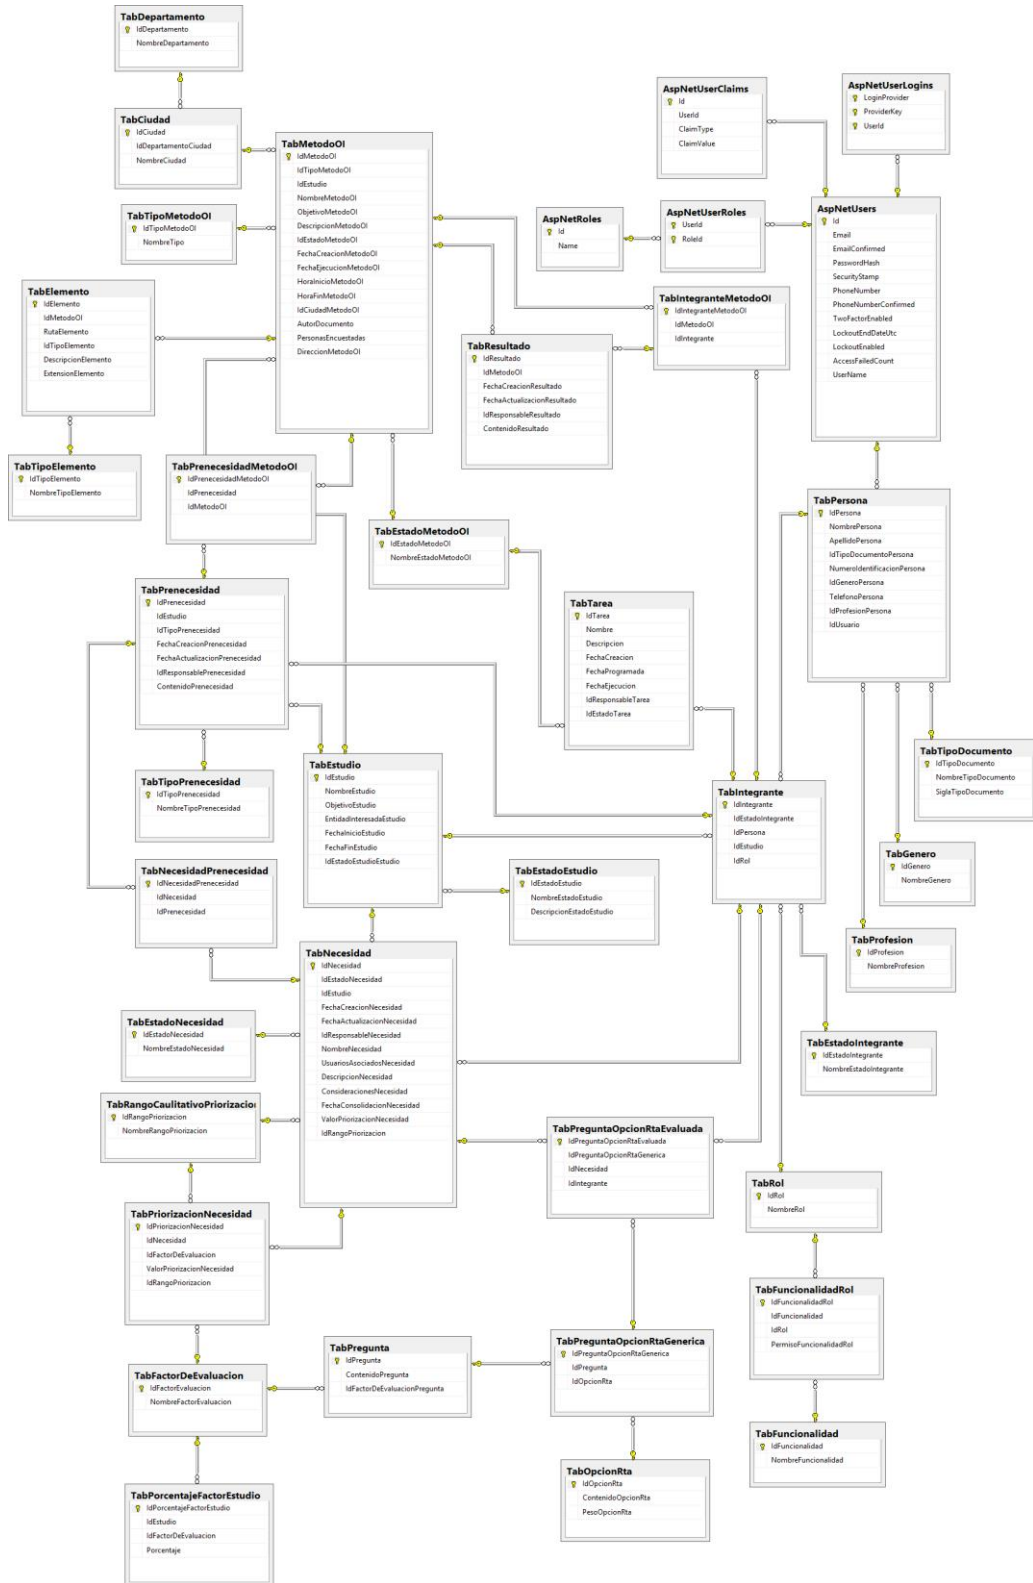 TabDepartamento
IdDepartamento
NombreDepartamento
TabCiudad
IdCiudad
IdDepartamentoCiudad
NombreCiudad
TabTipoMetodoOI
IdTipoMetodoOI
NombreTipo
TabMetodoOI
IdMetodoOI
IdTipoMetodoOI
IdEstudio
NombreMetodoOI
ObjetivoMetodoOI
DescripcionMetodoOI
IdEstadoMetodoOI
FechaCreacionMetodoOI
FechaEjecucionMetodoOI
HoraInicioMetodoOI
HoraFinMetodoOI
IdCiudadMetodoOI
AutorDocumento
PersonasEncuestadas
DireccionMetodoOI
AspNetUserClaims
Id
UserId
ClaimType
ClaimValue
AspNetUserLogins
LoginProvider
ProviderKey
UserId
AspNetRoles
Id
Name
AspNetUserRoles
UserId
RoleId
AspNetUsers
Id
Email
EmailConfirmed
PasswordHash
SecurityStamp
PhoneNumber
PhoneNumberConfirmed
TwoFactorEnabled
LockoutEndDateUtc
LockoutEnabled
AccessFailedCount
UserName
TabElemento
IdElemento
IdMetodoOI
RutaElemento
IdTipoElemento
DescripcionElemento
ExtensionElemento
TabIntegranteMetodoOI
IdIntegranteMetodoOI
IdMetodoOI
IdIntegrante
TabResultado
IdResultado
IdMetodoOI
FechaCreacionResultado
FechaActualizacionResultado
IdResponsableResultado
ContenidoResultado
TabTipoElemento
IdTipoElemento
NombreTipoElemento
TabPrenecesidadMetodoOI
IdPrenecesidadMetodoOI
IdPrenecesidad
IdMetodoOI
TabEstadoMetodoOI
IdEstadoMetodoOI
NombreEstadoMetodoOI
TabPersona
IdPersona
NombrePersona
ApellidoPersona
IdTipoDocumentoPersona
NumeroIdentificacionPersona
IdGeneroPersona
TelefonoPersona
IdProfesionPersona
IdUsuario
TabPrenecesidad
IdPrenecesidad
IdEstudio
IdTipoPrenecesidad
FechaCreacionPrenecesidad
FechaActualizacionPrenecesidad
IdResponsablePrenecesidad
ContenidoPrenecesidad
TabTarea
IdTarea
Nombre
Descripcion
FechaCreacion
FechaProgramada
FechaEjecucion
IdResponsableTarea
IdEstadoTarea
TabTipoDocumento
IdTipoDocumento
NombreTipoDocumento
SiglaTipoDocumento
TabTipoPrenecesidad
IdTipoPrenecesidad
NombreTipoPrenecesidad
TabEstudio
IdEstudio
NombreEstudio
ObjetivoEstudio
EntidadInteresadaEstudio
FechaInicioEstudio
FechaFinEstudio
IdEstadoEstudioEstudio
TabIntegrante
IdIntegrante
IdEstadoIntegrante
IdPersona
IdEstudio
IdRol
TabGenero
IdGenero
NombreGenero
TabNecesidadPrenecesidad
IdNecesidadPrenecesidad
IdNecesidad
IdPrenecesidad
TabEstadoEstudio
IdEstadoEstudio
NombreEstadoEstudio
DescripcionEstadoEstudio
TabProfesion
IdProfesion
NombreProfesion
TabNecesidad
IdNecesidad
IdEstadoNecesidad
IdEstudio
FechaCreacionNecesidad
FechaActualizacionNecesidad
IdResponsableNecesidad
NombreNecesidad
UsuariosAsociadosNecesidad
DescripcionNecesidad
ConsideracionesNecesidad
FechaConsolidacionNecesidad
ValorPriorizacionNecesidad
IdRangoPriorizacion
TabEstadoNecesidad
IdEstadoNecesidad
NombreEstadoNecesidad
TabEstadoIntegrante
IdEstadoIntegrante
NombreEstadoIntegrante
TabRangoCaulitativoPriorizacion
IdRangoPriorizacion
NombreRangoPriorizacion
TabPreguntaOpcionRtaEvaluada
IdPreguntaOpcionRtaEvaluada
IdPreguntaOpcionRtaGenerica
IdNecesidad
IdIntegrante
TabRol
IdRol
NombreRol
TabPriorizacionNecesidad
IdPriorizacionNecesidad
IdNecesidad
IdFactorDeEvaluacion
ValorPriorizacionNecesidad
IdRangoPriorizacion
TabFuncionalidadRol
IdFuncionalidadRol
IdFuncionalidad
IdRol
PermisoFuncionalidadRol
TabPregunta
IdPregunta
ContenidoPregunta
IdFactorDeEvaluacionPregunta
TabPreguntaOpcionRtaGenerica
IdPreguntaOpcionRtaGenerica
IdPregunta
IdOpcionRta
TabFactorDeEvaluacion
IdFactorEvaluacion
NombreFactorEvaluacion
TabFuncionalidad
IdFuncionalidad
NombreFuncionalidad
TabOpcionRta
IdOpcionRta
ContenidoOpcionRta
PesoOpcionRta
TabPorcentajeFactorEstudio
IdPorcentajeFactorEstudio
IdEstudio
IdFactorDeEvaluacion
Porcentaje